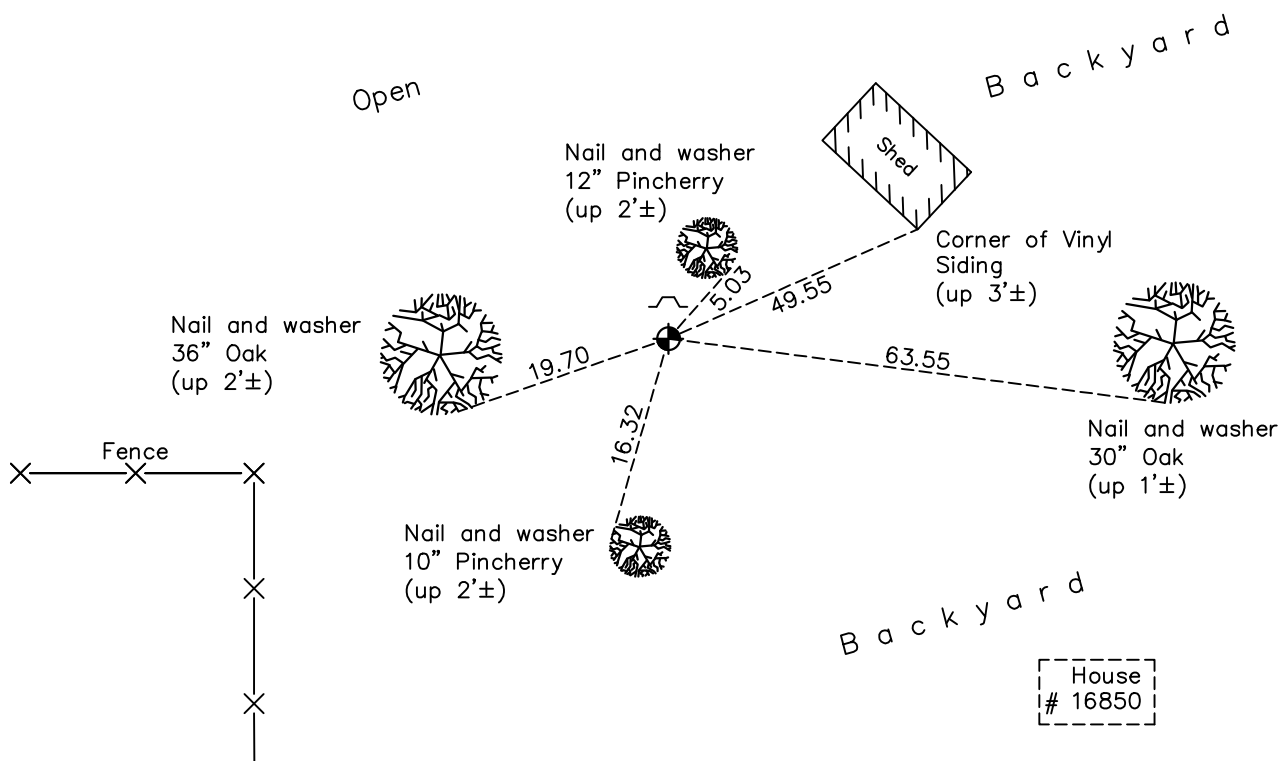 Open
Backyard
Nail and washer
12" Pincherry
(up 2'±)
Shed
Corner of Vinyl
Siding
(up 3'±)
5.03
49.55
Nail and washer
36" Oak
(up 2'±)
19.70
63.55
16.32
Nail and washer
30" Oak
(up 1'±)
Fence
Nail and washer
10" Pincherry
(up 2'±)
Backyard
House
# 16850